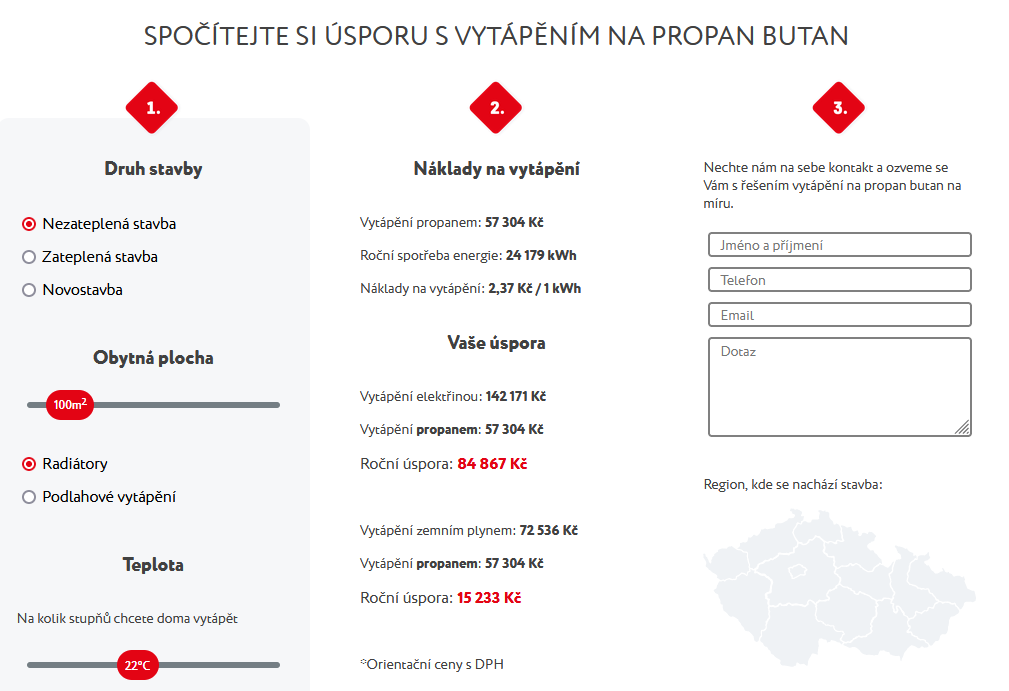 SPOČÍTEJTE SI ÚSPORU S VYTÁPĚNÍM NA PROPAN BUTAN
1.
Druh stavby
Nezateplená stavba
Zateplená stavba
Novostavba
Obytná plocha
100m²
Radiátory
Podlahové vytápění
Teplota
Na kolik stupňů chcete doma vytápět
22°C
2.
Náklady na vytápění
Vytápění propanem: 57 304 Kč
Roční spotřeba energie: 24 179 kWh
Náklady na vytápění: 2,37 Kč / 1 kWh
Vaše úspora
Vytápění elektřinou: 142 171 Kč
Vytápění propanem: 57 304 Kč
Roční úspora: 84 867 Kč
Vytápění zemním plynem: 72 536 Kč
Vytápění propanem: 57 304 Kč
Roční úspora: 15 233 Kč
*Orientační ceny s DPH
3.
Nechte nám na sebe kontakt a ozveme se
Vám s řešením vytápění na propan butan na
míru.
Jméno a příjmení
Telefon
Email
Dotaz
Region, kde se nachází stavba: